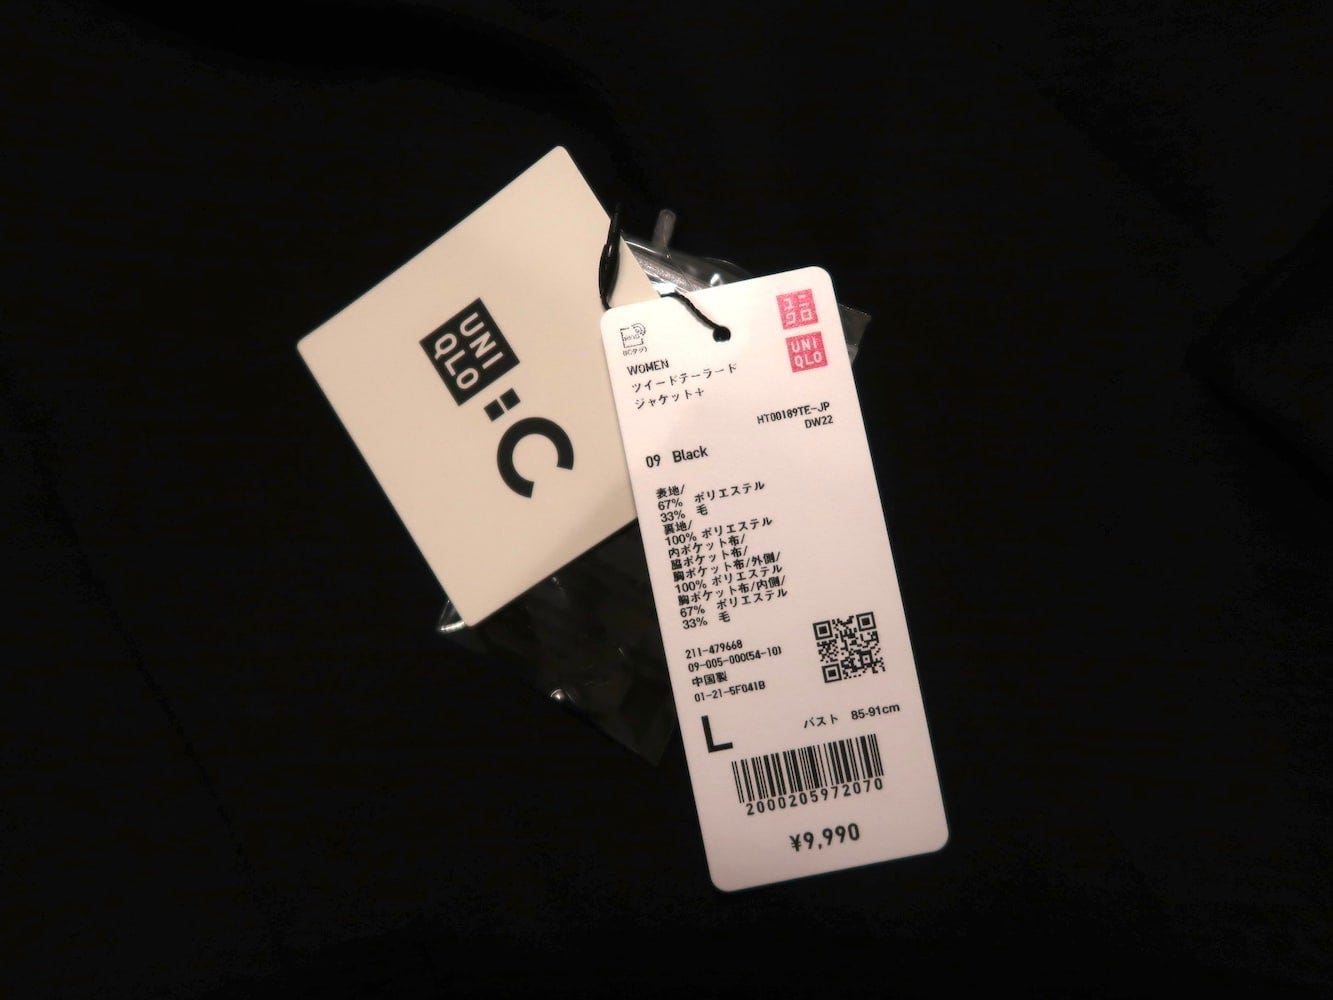 UNI
QLO
:C
ユニ
クロ
UNI
QLO
WOMEN
ツイードテーラード
ジャケット+
HT00189TE-JP
DW22
09 Black
表地/
67% ポリエステル
33% 毛
裏地/
100% ポリエステル
内ポケット布/
脇ポケット布/
胸ポケット布/外側/
100% ポリエステル
胸ポケット布/内側/
67% ポリエステル
33% 毛
211-479668
09-005-000(54-10)
中国製
01-21-5F041B
L
バスト 85-91cm
2000205972070
¥9,990